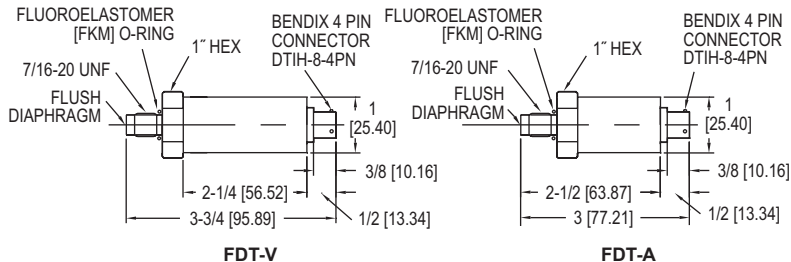 FLUOROELASTOMER
[FKM] O-RING
1˝ HEX
7/16-20 UNF
FLUSH
DIAPHRAGM
BENDIX 4 PIN
CONNECTOR
DTIH-8-4PN
1
[25.40]
3/8 [10.16]
2-1/4 [56.52]
3-3/4 [95.89]
1/2 [13.34]
FDT-V
FLUOROELASTOMER
[FKM] O-RING
1˝ HEX
7/16-20 UNF
FLUSH
DIAPHRAGM
BENDIX 4 PIN
CONNECTOR
DTIH-8-4PN
1
[25.40]
3/8 [10.16]
2-1/2 [63.87]
3 [77.21]
1/2 [13.34]
FDT-A